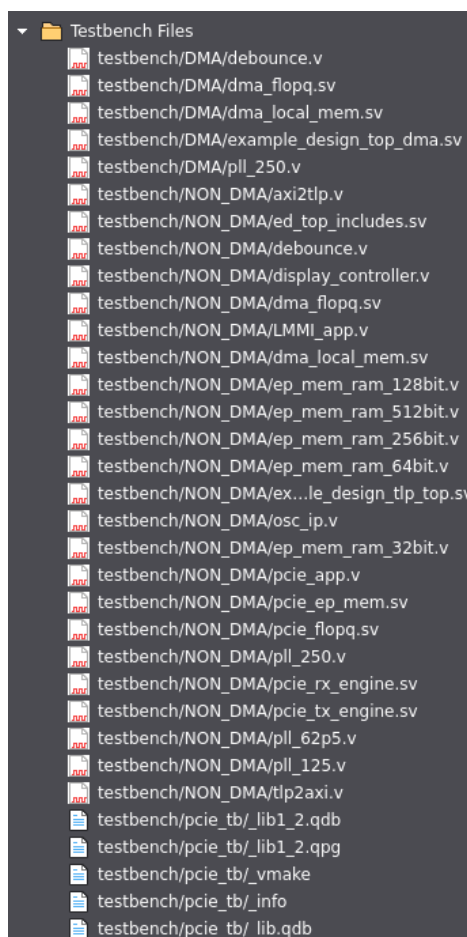 Testbench Files
testbench/DMA/debounce.v
testbench/DMA/dma_flopq.sv
testbench/DMA/dma_local_mem.sv
testbench/DMA/example_design_top_dma.sv
testbench/DMA/pll_250.v
testbench/NON_DMA/axi2tlp.v
testbench/NON_DMA/ed_top_includes.sv
testbench/NON_DMA/debounce.v
testbench/NON_DMA/display_controller.v
testbench/NON_DMA/dma_flopq.sv
testbench/NON_DMA/LMMI_app.v
testbench/NON_DMA/dma_local_mem.sv
testbench/NON_DMA/ep_mem_ram_128bit.v
testbench/NON_DMA/ep_mem_ram_512bit.v
testbench/NON_DMA/ep_mem_ram_256bit.v
testbench/NON_DMA/ep_mem_ram_64bit.v
testbench/NON_DMA/ex...le_design_tlp_top.sv
testbench/NON_DMA/osc_ip.v
testbench/NON_DMA/ep_mem_ram_32bit.v
testbench/NON_DMA/pcie_app.v
testbench/NON_DMA/pcie_ep_mem.sv
testbench/NON_DMA/pcie_flopq.sv
testbench/NON_DMA/pll_250.v
testbench/NON_DMA/pcie_rx_engine.sv
testbench/NON_DMA/pcie_tx_engine.sv
testbench/NON_DMA/pll_62p5.v
testbench/NON_DMA/pll_125.v
testbench/NON_DMA/tlp2axi.v
testbench/pcie_tb/_lib1_2.qdb
testbench/pcie_tb/_lib1_2.qpg
testbench/pcie_tb/_vmake
testbench/pcie_tb/_info
testbench/pcie_tb/_lib.qdb